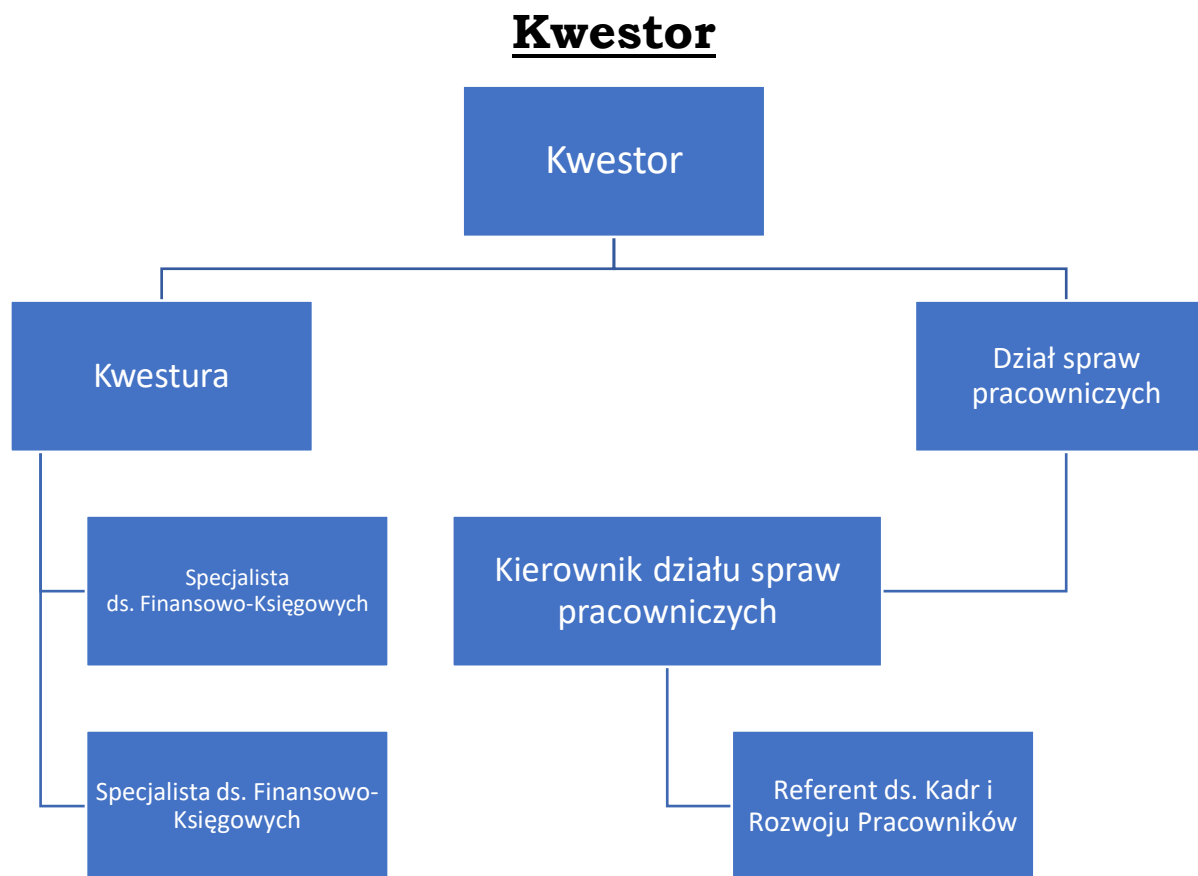 Kwestor
Kwestor
Kwestura
Dział spraw
pracowniczych
Specjalista
ds. Finansowo-Księgowych
Kierownik działu spraw
pracowniczych
Specjalista ds. Finansowo-
Księgowych
Referent ds. Kadr i
Rozwoju Pracowników